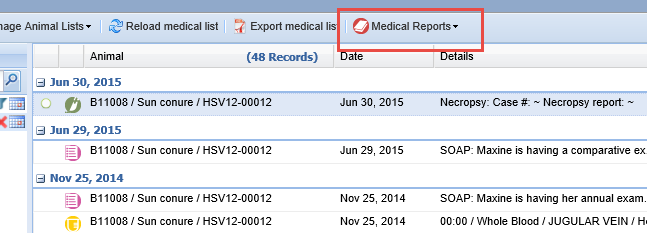 nage Animal Lists Reload medical list Export medical list Medical Reports
Animal (48 Records) Date Details
Jun 30, 2015
B11008 / Sun conure / HSV12-00012 Jun 30, 2015 Necropsy: Case #: ~ Necropsy report: ~
Jun 29, 2015
B11008 / Sun conure / HSV12-00012 Jun 29, 2015 SOAP: Maxine is having a comparative ex
Nov 25, 2014
B11008 / Sun conure / HSV12-00012 Nov 25, 2014 SOAP: Maxine is having her annual exam.
B11008 / Sun conure / HSV12-00012 Nov 25, 2014 00:00 / Whole Blood / JUGULAR VEIN / He